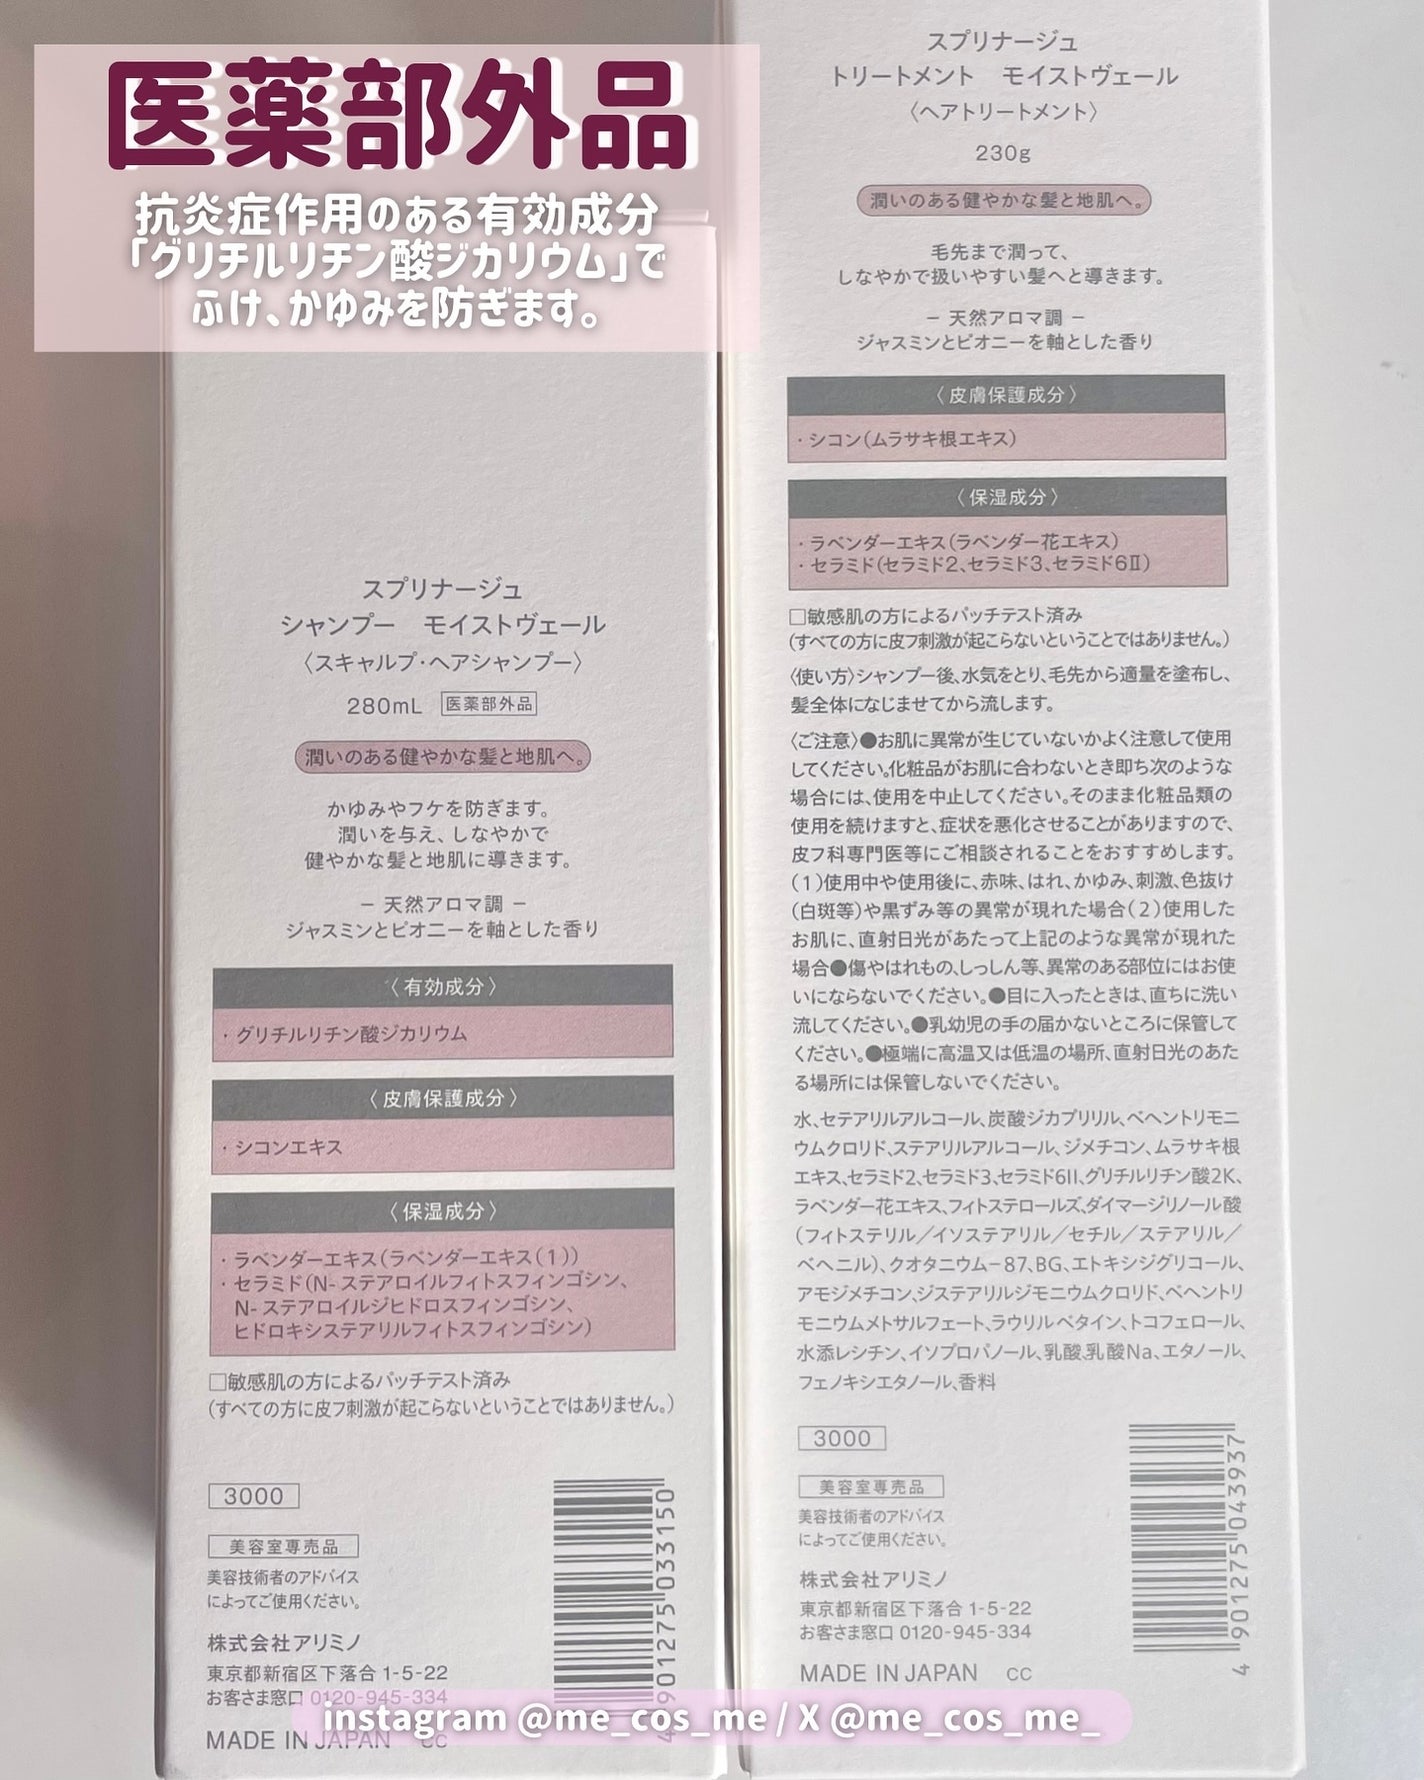 医薬部外品
抗炎症作用のある有効成分
「グリチルリチン酸ジカリウム」で
ふけ、かゆみを防ぎます。
スプリナージュ
シャンプー　モイストヴェール
〈スキャルプ・ヘアシャンプー〉
280mL 医薬部外品
潤いのある健やかな髪と地肌へ。
かゆみやフケを防ぎます。
潤いを与え、しなやかで
健やかな髪と地肌に導きます。
－ 天然アロマ調 －
ジャスミンとピオニーを軸とした香り
〈有効成分〉
・グリチルリチン酸ジカリウム
〈皮膚保護成分〉
・シコンエキス
〈保湿成分〉
・ラベンダーエキス（ラベンダーエキス（1））
・セラミド（N-ステアロイルフィトスフィンゴシン、
N-ステアロイルジヒドロスフィンゴシン、
ヒドロキシステアリルフィトスフィンゴシン）
□敏感肌の方によるパッチテスト済み
（すべての方に皮フ刺激が起こらないということではありません。）
3000
美容室専売品
美容技術者のアドバイス
によってご使用ください。
株式会社アリミノ
東京都新宿区下落合 1-5-22
お客さま窓口 0120-945-334
MADE IN JAPAN cc
4 901275 033150
スプリナージュ
トリートメント　モイストヴェール
〈ヘアトリートメント〉
230g
潤いのある健やかな髪と地肌へ。
毛先まで潤って、
しなやかで扱いやすい髪へと導きます。
－ 天然アロマ調 －
ジャスミンとピオニーを軸とした香り
〈皮膚保護成分〉
・シコン（ムラサキ根エキス）
〈保湿成分〉
・ラベンダーエキス（ラベンダー花エキス）
・セラミド（セラミド2、セラミド3、セラミド6Ⅱ）
□敏感肌の方によるパッチテスト済み
（すべての方に皮フ刺激が起こらないということではありません。）
〈使い方〉シャンプー後、水気をとり、毛先から適量を塗布し、
髪全体になじませてから流します。
〈ご注意〉●お肌に異常が生じていないかよく注意して使用
してください。化粧品がお肌に合わないとき即ち次のような
場合には、使用を中止してください。そのまま化粧品類の
使用を続けますと、症状を悪化させることがありますので、
皮フ科専門医等にご相談されることをおすすめします。
（1）使用中や使用後に、赤味、はれ、かゆみ、刺激、色抜け
（白斑等）や黒ずみ等の異常が現れた場合（2）使用した
お肌に、直射日光があたって上記のような異常が現れた
場合●傷やはれもの、しっしん等、異常のある部位にはお使
いにならないでください。●目に入ったときは、直ちに洗い
流してください。●乳幼児の手の届かないところに保管して
ください。●極端に高温又は低温の場所、直射日光のあた
る場所には保管しないでください。
水、セテアリルアルコール、炭酸ジカプリリル、ベヘントリモニ
ウムクロリド、ステアリルアルコール、ジメチコン、ムラサキ根
エキス、セラミド2、セラミド3、セラミド6II、グリチルリチン酸2K、
ラベンダー花エキス、フィトステロールズ、ダイマージリノール酸
（フィトステリル／イソステアリル／セチル／ステアリル／
ベヘニル）、クオタニウム－87、BG、エトキシジグリコール、
アモジメチコン、ジステアリルジモニウムクロリド、ベヘントリ
モニウムメトサルフェート、ラウリルベタイン、トコフェロール、
水添レシチン、イソプロパノール、乳酸、乳酸Na、エタノール、
フェノキシエタノール、香料
3000
美容室専売品
美容技術者のアドバイス
によってご使用ください。
株式会社アリミノ
東京都新宿区下落合 1-5-22
お客さま窓口 0120-945-334
MADE IN JAPAN cc
4 901275 043937
instagram @me_cos_me / X @me_cos_me_